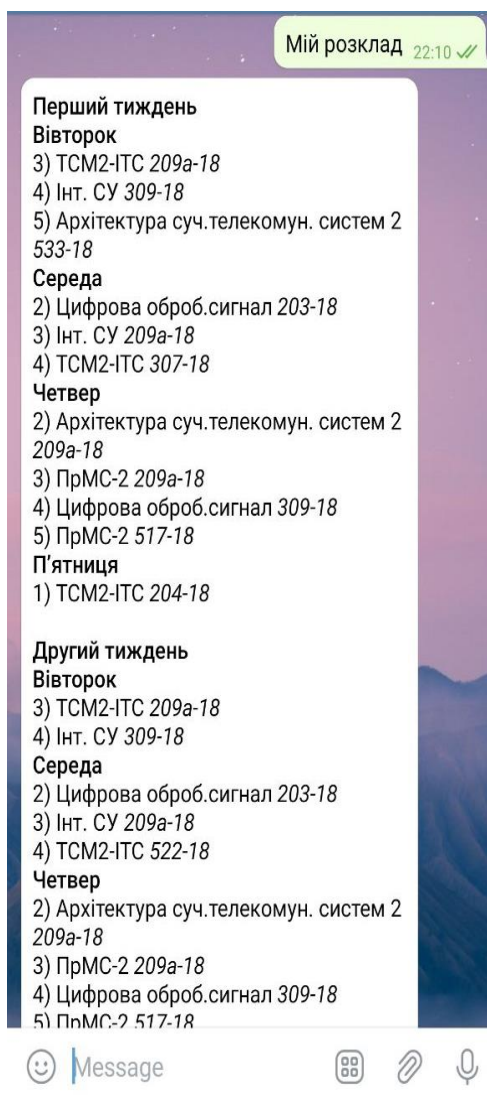 Мій розклад 22:10
Перший тиждень
Вівторок
3) ТСМ2-ІТС 209а-18
4) Інт. СУ 309-18
5) Архітектура суч.телекомун. систем 2
533-18
Середа
2) Цифрова оброб.сигнал 203-18
3) Інт. СУ 209а-18
4) ТСМ2-ІТС 307-18
Четвер
2) Архітектура суч.телекомун. систем 2
209а-18
3) ПрМС-2 209а-18
4) Цифрова оброб.сигнал 309-18
5) ПрМС-2 517-18
П’ятниця
1) ТСМ2-ІТС 204-18
Другий тиждень
Вівторок
3) ТСМ2-ІТС 209а-18
4) Інт. СУ 309-18
Середа
2) Цифрова оброб.сигнал 203-18
3) Інт. СУ 209а-18
4) ТСМ2-ІТС 522-18
Четвер
2) Архітектура суч.телекомун. систем 2
209а-18
3) ПрМС-2 209а-18
4) Цифрова оброб.сигнал 309-18
5) ПрМС-2 517-18
Message